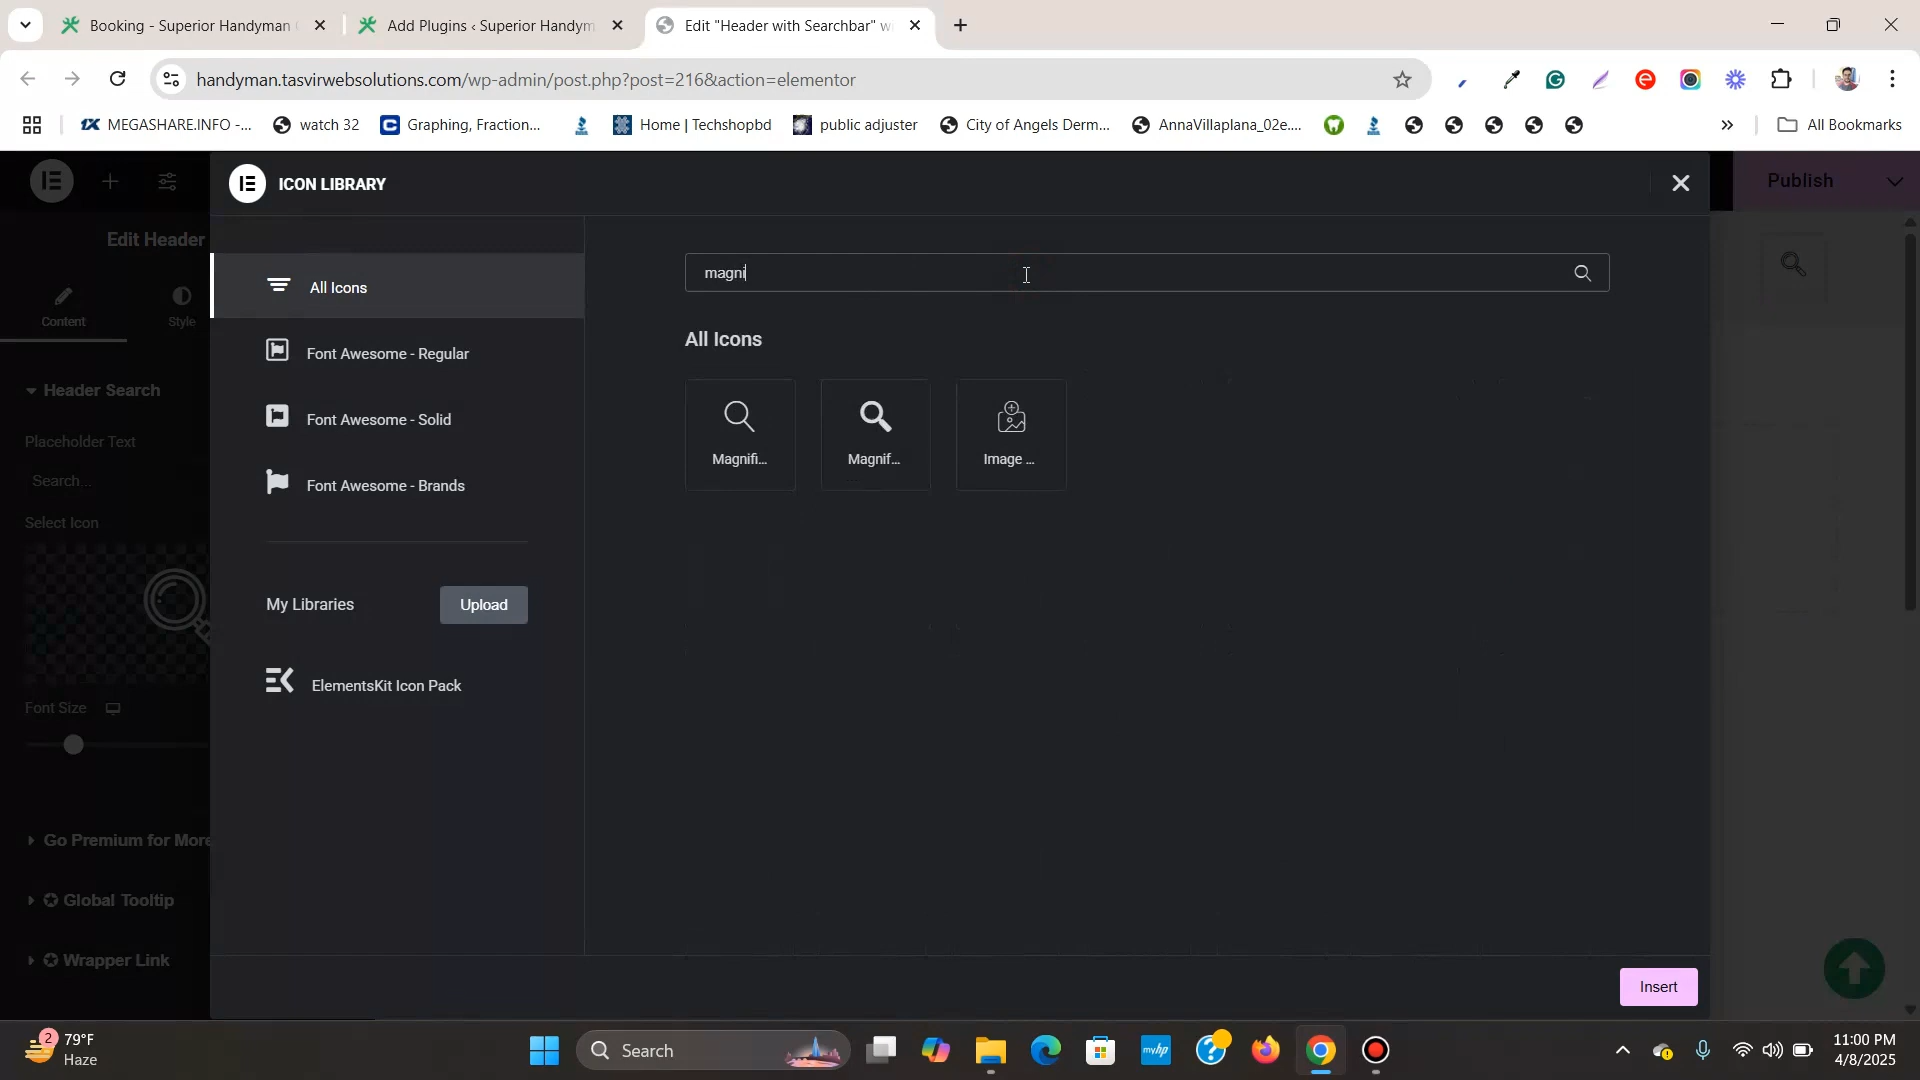 Booking - Superior Handyman
Add Plugins ‹ Superior Handym
Edit "Header with Searchbar" w
handyman.tasvirwebsolutions.com/wp-admin/post.php?post=216&action=elementor
MEGASHARE.INFO -...
watch 32
Graphing, Fraction...
Home | Techshopbd
public adjuster
City of Angels Derm...
AnnaVillaplana_02e....
All Bookmarks
ICON LIBRARY
Publish
Edit Header
Content
Style
All Icons
magni
Font Awesome - Regular
Font Awesome - Solid
Font Awesome - Brands
All Icons
Magnifi...
Magnif...
Image ...
Header Search
Placeholder Text
Search...
Select Icon
My Libraries
Upload
ElementsKit Icon Pack
Font Size
Go Premium for More
Global Tooltip
Wrapper Link
Insert
2
79°F
Haze
Search
myhp
11:00 PM
4/8/2025